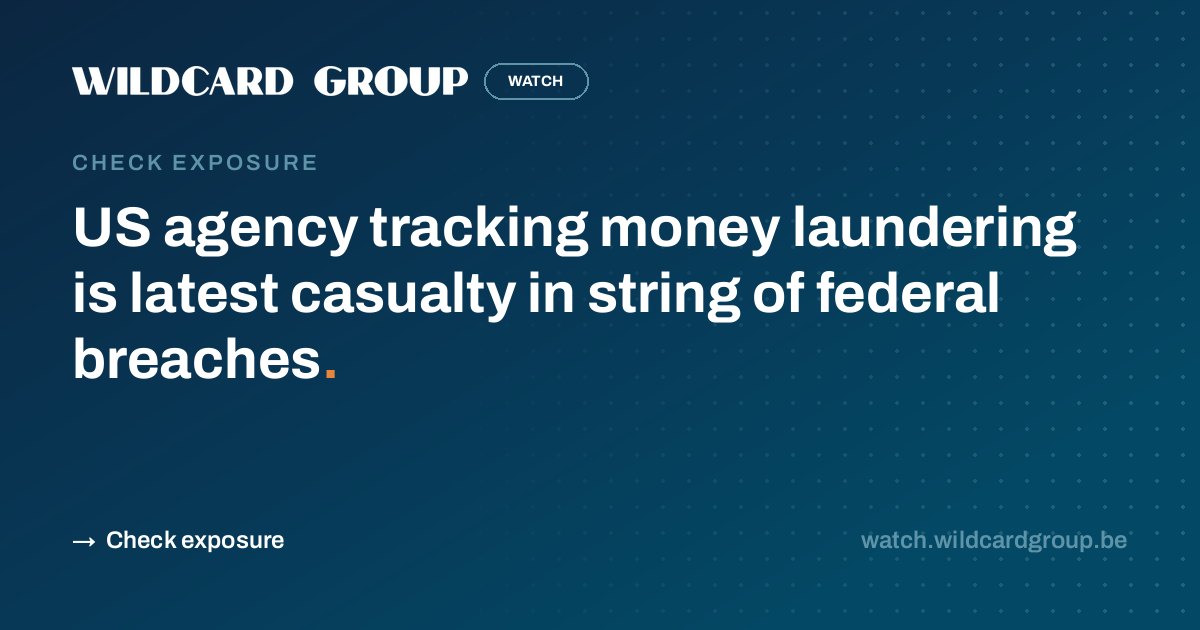 WILDCARD GROUP WATCH
CHECK EXPOSURE
US agency tracking money laundering
is latest casualty in string of federal
breaches.
→ Check exposure
watch.wildcardgroup.be